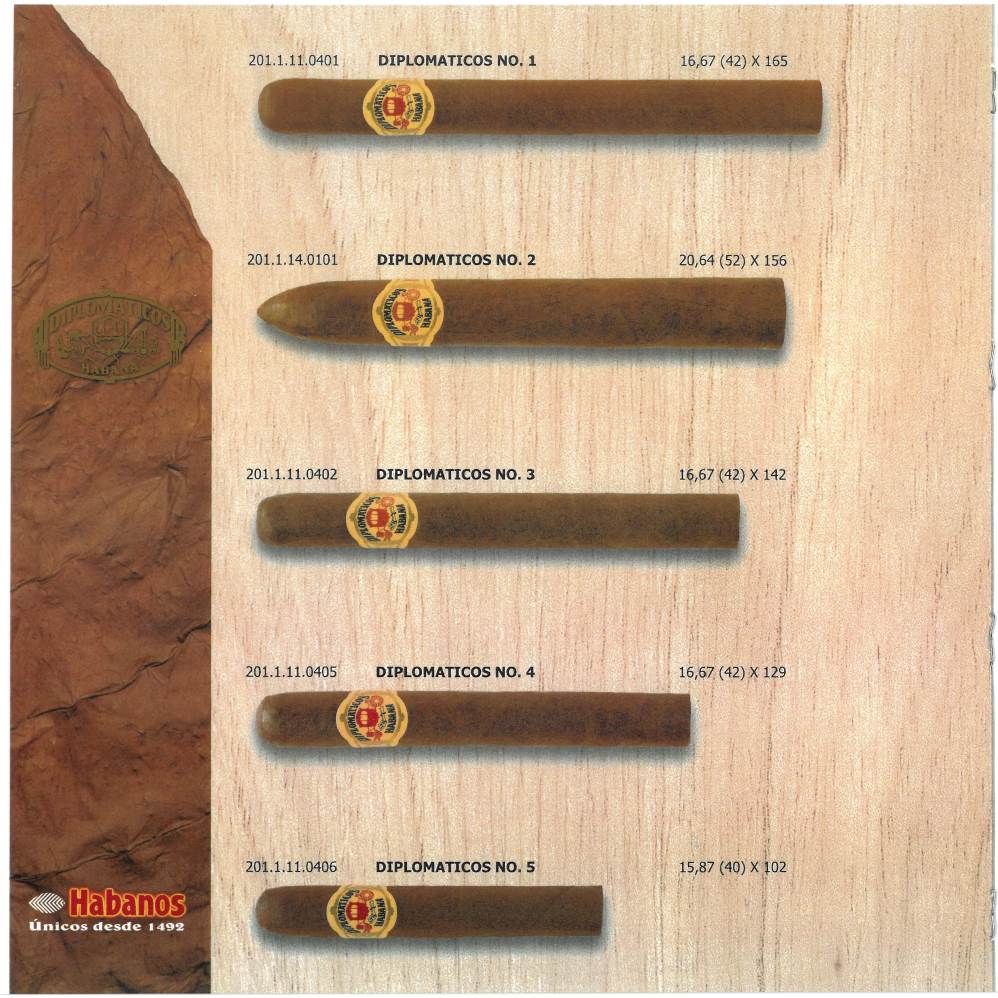 201.1.11.0401 DIPLOMATICOS NO. 1 16,67 (42) X 165
DIPLOMATICOS HABANA
201.1.14.0101 DIPLOMATICOS NO. 2 20,64 (52) X 156
DIPLOMATICOS HABANA
DIPLOMATICOS
HABANA
201.1.11.0402 DIPLOMATICOS NO. 3 16,67 (42) X 142
DIPLOMATICOS HABANA
201.1.11.0405 DIPLOMATICOS NO. 4 16,67 (42) X 129
DIPLOMATICOS HABANA
201.1.11.0406 DIPLOMATICOS NO. 5 15,87 (40) X 102
DIPLOMATICOS HABANA
Habanos
Únicos desde 1492